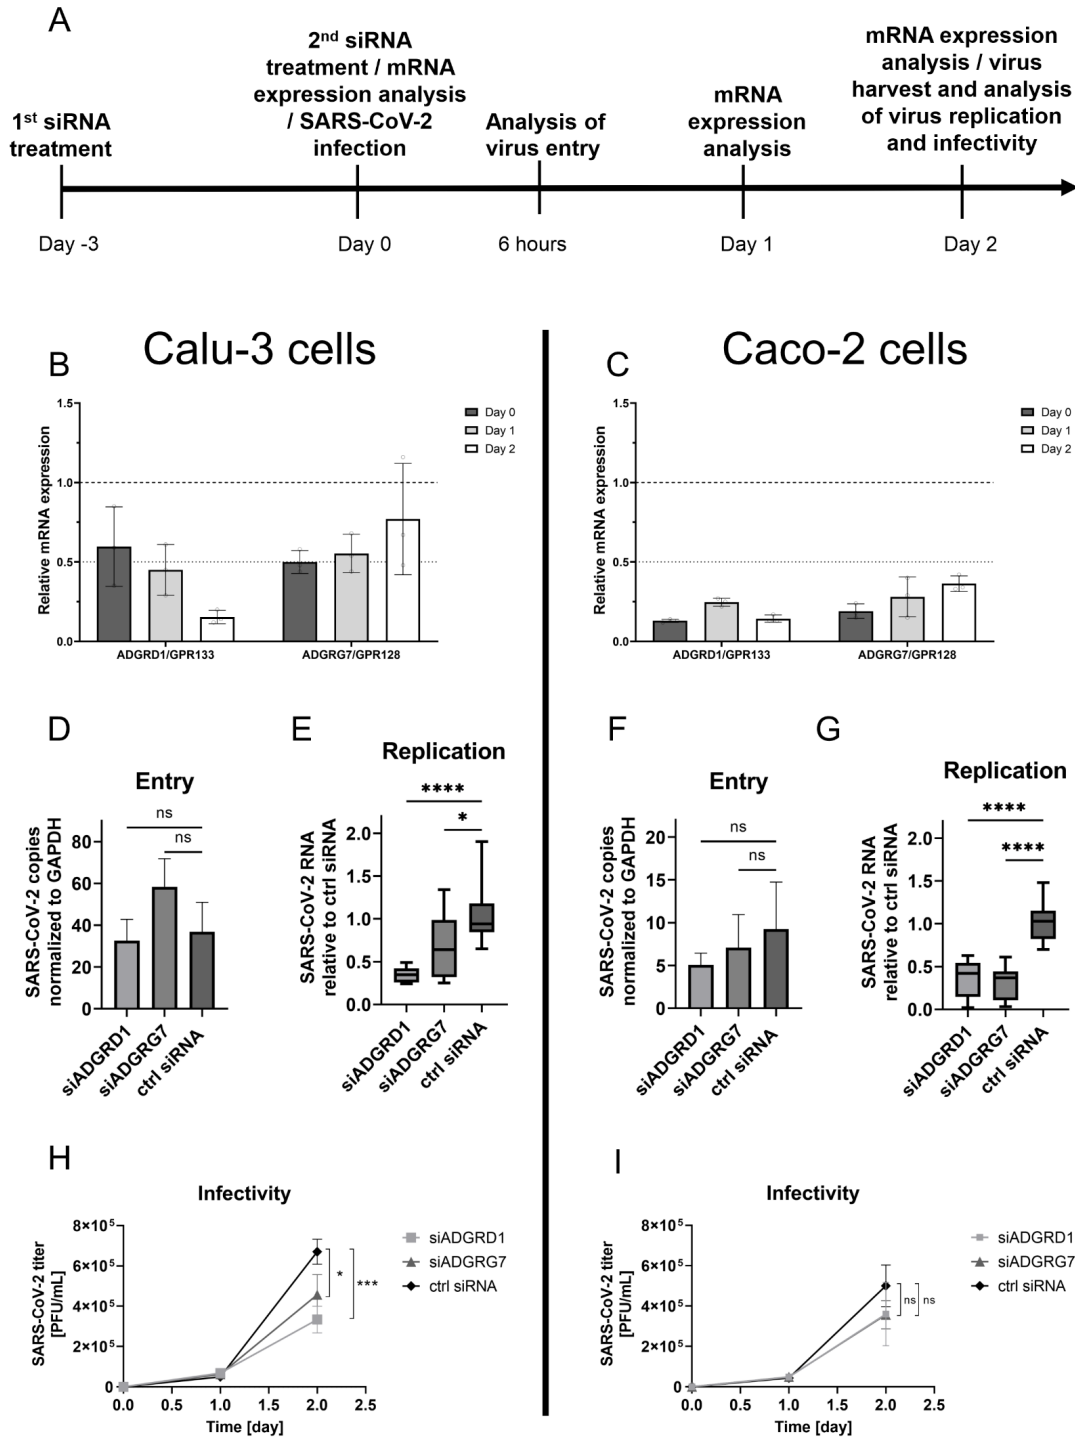 A
1st siRNA
treatment
2nd siRNA
treatment / mRNA
expression analysis
/ SARS-CoV-2
infection
Analysis of
virus entry
mRNA
expression
analysis
mRNA expression
analysis / virus
harvest and analysis
of virus replication
and infectivity
Day -3
Day 0
6 hours
Day 1
Day 2
Calu-3 cells
Caco-2 cells
B
Relative mRNA expression
1.5
1.0
0.5
0.0
ADGRD1/GPR133
ADGRG7/GPR128
Day 0
Day 1
Day 2
C
Relative mRNA expression
1.5
1.0
0.5
0.0
ADGRD1/GPR133
ADGRG7/GPR128
Day 0
Day 1
Day 2
D
Entry
SARS-CoV-2 copies
normalized to GAPDH
80
60
40
20
0
ns
ns
siADGRD1
siADGRG7
ctrl siRNA
E
Replication
SARS-CoV-2 RNA
relative to ctrl siRNA
2.0
1.5
1.0
0.5
0.0
****
*
siADGRD1
siADGRG7
ctrl siRNA
F
Entry
SARS-CoV-2 copies
normalized to GAPDH
20
15
10
5
0
ns
ns
siADGRD1
siADGRG7
ctrl siRNA
G
Replication
SARS-CoV-2 RNA
relative to ctrl siRNA
2.0
1.5
1.0
0.5
0.0
****
****
siADGRD1
siADGRG7
ctrl siRNA
H
Infectivity
SARS-CoV-2 titer
[PFU/mL]
8×10⁵
6×10⁵
4×10⁵
2×10⁵
0
0.0 0.5 1.0 1.5 2.0 2.5
Time [day]
*
***
siADGRD1
siADGRG7
ctrl siRNA
I
Infectivity
SARS-CoV-2 titer
[PFU/mL]
8×10⁵
6×10⁵
4×10⁵
2×10⁵
0
0.0 0.5 1.0 1.5 2.0 2.5
Time [day]
ns
ns
siADGRD1
siADGRG7
ctrl siRNA